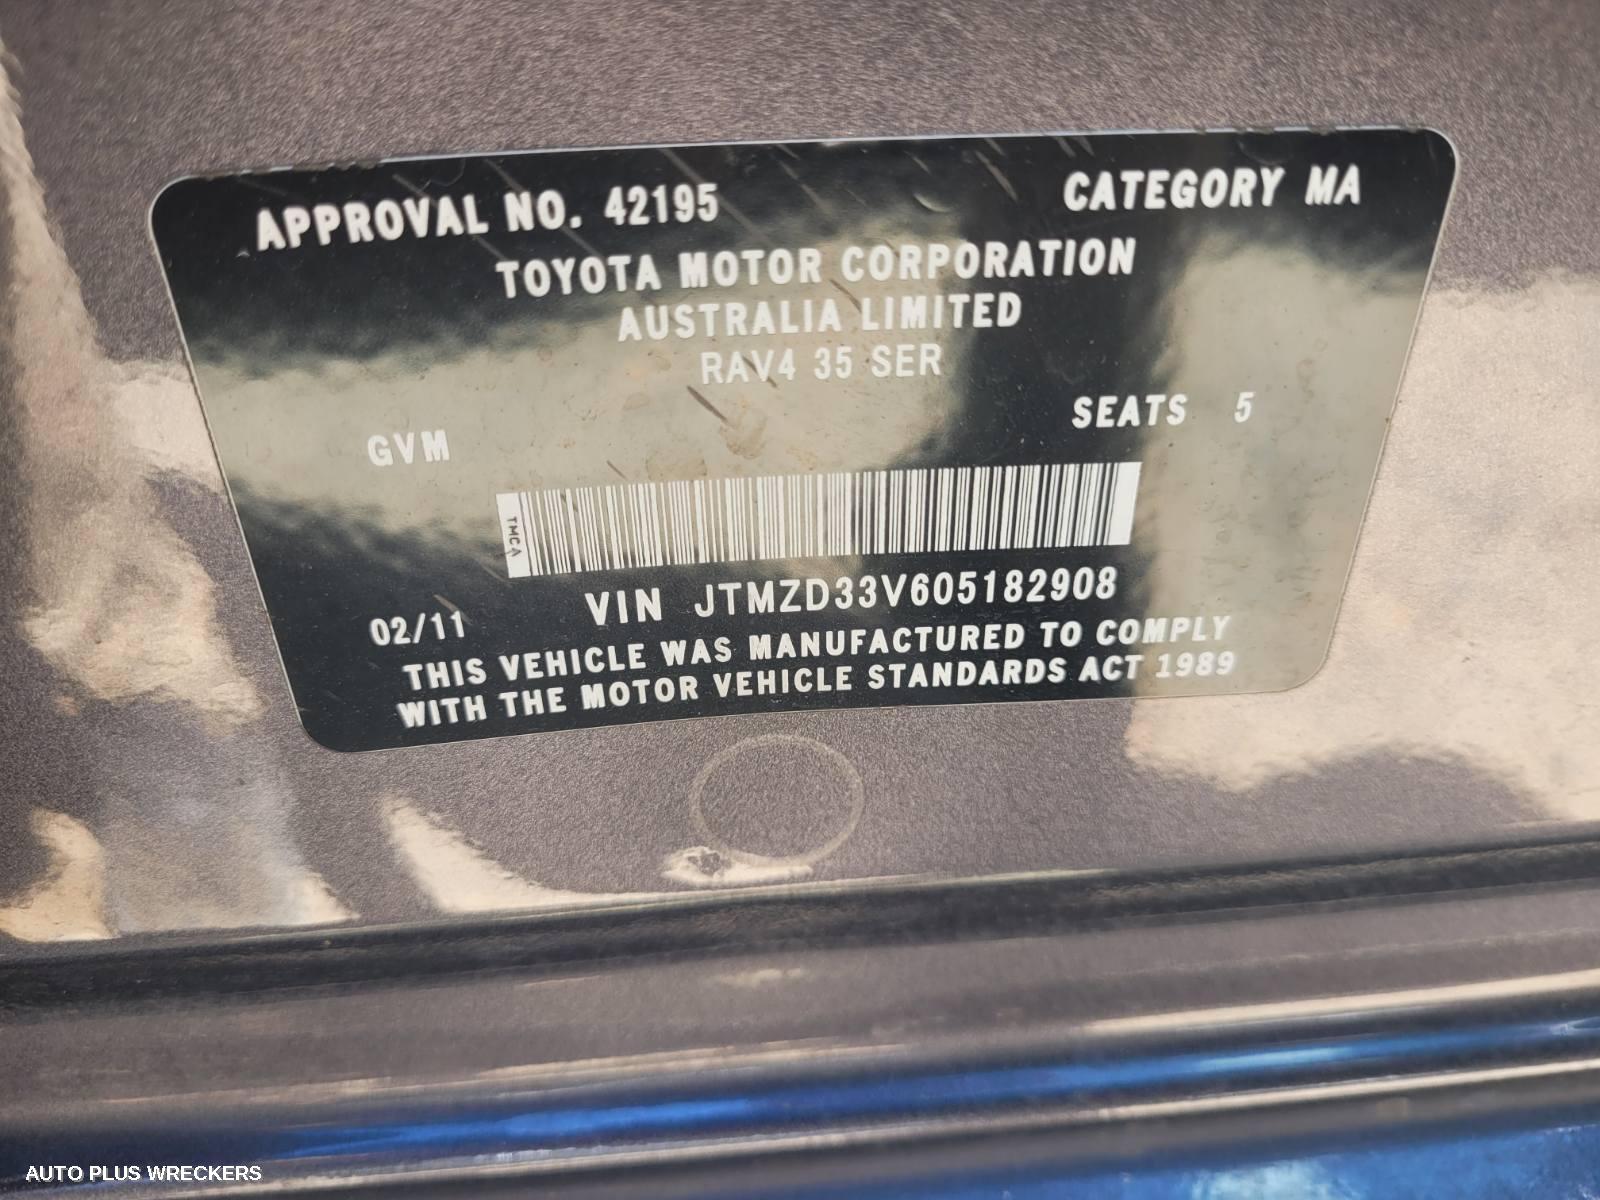 APPROVAL NO. 42195 CATEGORY MA
TOYOTA MOTOR CORPORATION
AUSTRALIA LIMITED
RAV4 35 SER
SEATS 5
GVM
TMCA
VIN JTMZD33V605182908
02/11
THIS VEHICLE WAS MANUFACTURED TO COMPLY
WITH THE MOTOR VEHICLE STANDARDS ACT 1989
AUTO PLUS WRECKERS